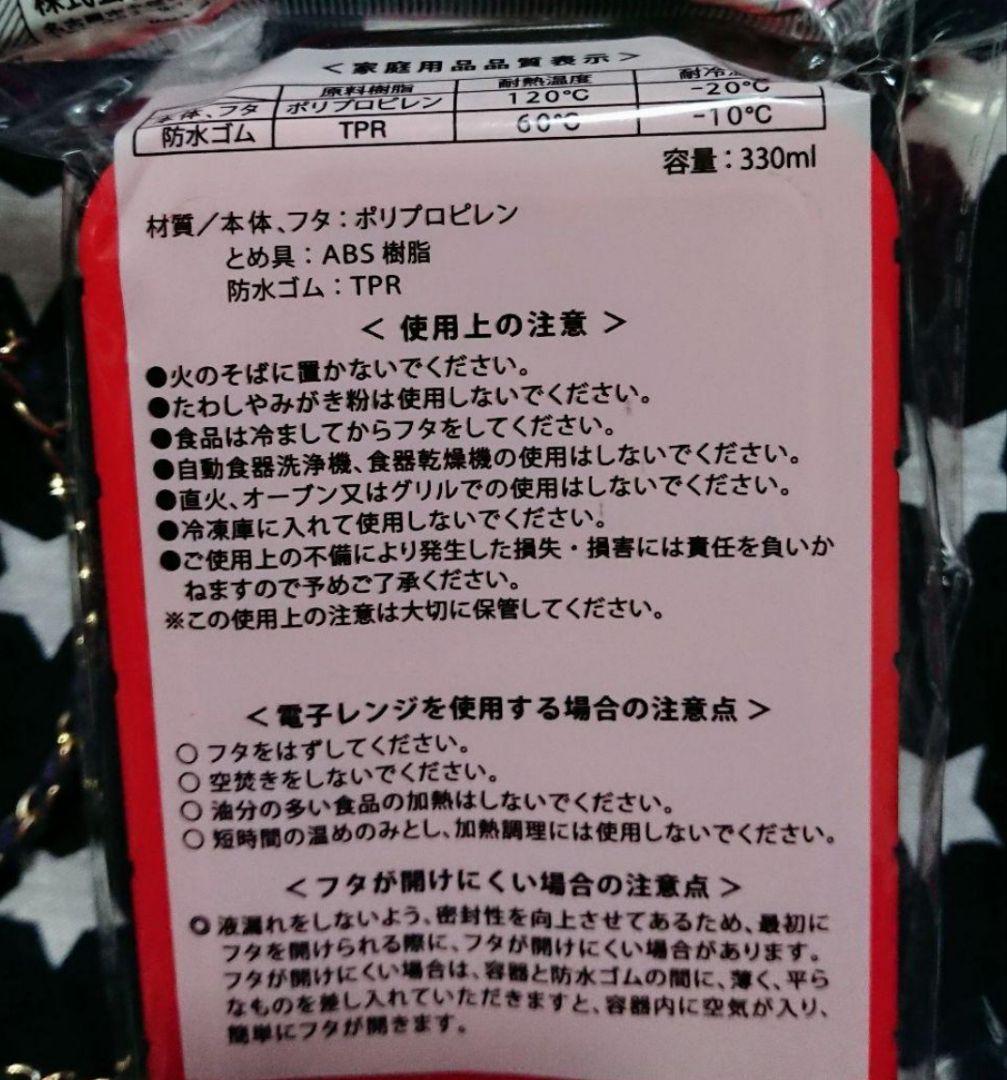 株式会
＜家庭用品品質表示＞
原料樹脂 耐熱温度 耐冷温
本体、フタ ポリプロピレン 120℃ -20℃
防水ゴム TPR 60℃ -10℃
容量：330ml
材質／本体、フタ：ポリプロピレン
とめ具：ABS 樹脂
防水ゴム：TPR
＜ 使用上の注意 ＞
●火のそばに置かないでください。
●たわしやみがき粉は使用しないでください。
●食品は冷ましてからフタをしてください。
●自動食器洗浄機、食器乾燥機の使用はしないでください。
●直火、オーブン又はグリルでの使用はしないでください。
●冷凍庫に入れて使用しないでください。
●ご使用上の不備により発生した損失・損害には責任を負いか
ねますので予めご了承ください。
※この使用上の注意は大切に保管してください。
＜電子レンジを使用する場合の注意点＞
○ フタをはずしてください。
○ 空焚きをしないでください。
○ 油分の多い食品の加熱はしないでください。
○ 短時間の温めのみとし、加熱調理には使用しないでください。
＜フタが開けにくい場合の注意点＞
◎ 液漏れをしないよう、密封性を向上させてあるため、最初に
フタを開けられる際に、フタが開けにくい場合があります。
フタが開けにくい場合は、容器と防水ゴムの間に、薄く、平ら
なものを差し入れていただきますと、容器内に空気が入り、
簡単にフタが開きます。